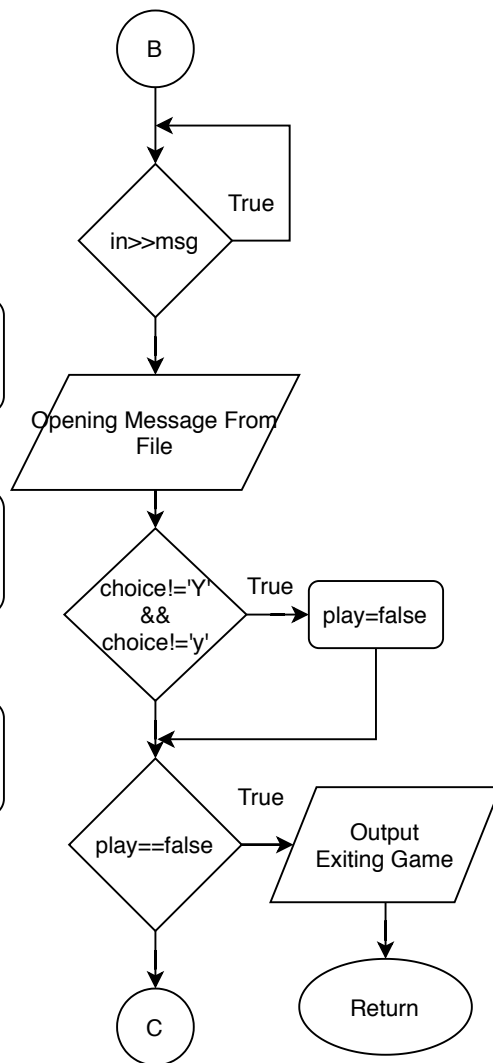 B
True
in>>msg
Opening Message From
File
choice!='Y'
&&
choice!='y'
True
play=false
True
play==false
Output
Exiting Game
Return
C